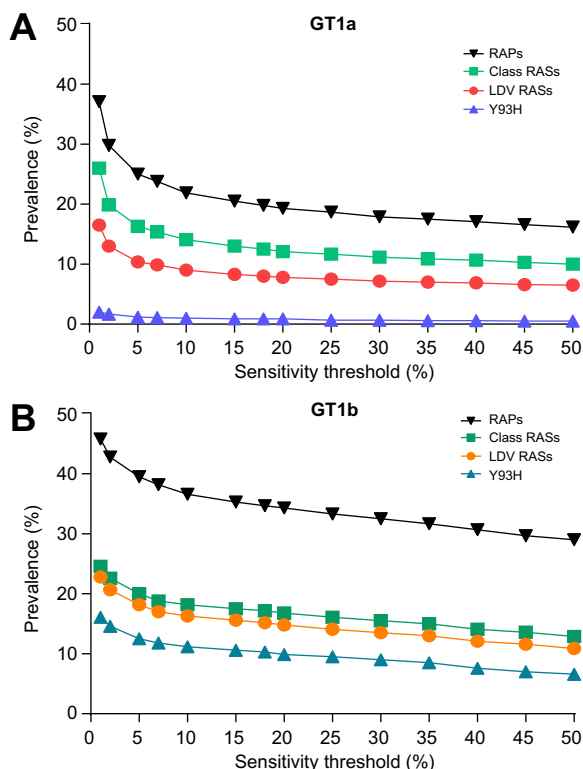 A
GT1a
50
40
30
20
10
0
Prevalence (%)
RAPs
Class RASs
LDV RASs
Y93H
0 5 10 15 20 25 30 35 40 45 50
Sensitivity threshold (%)
B
GT1b
50
40
30
20
10
0
Prevalence (%)
RAPs
Class RASs
LDV RASs
Y93H
0 5 10 15 20 25 30 35 40 45 50
Sensitivity threshold (%)